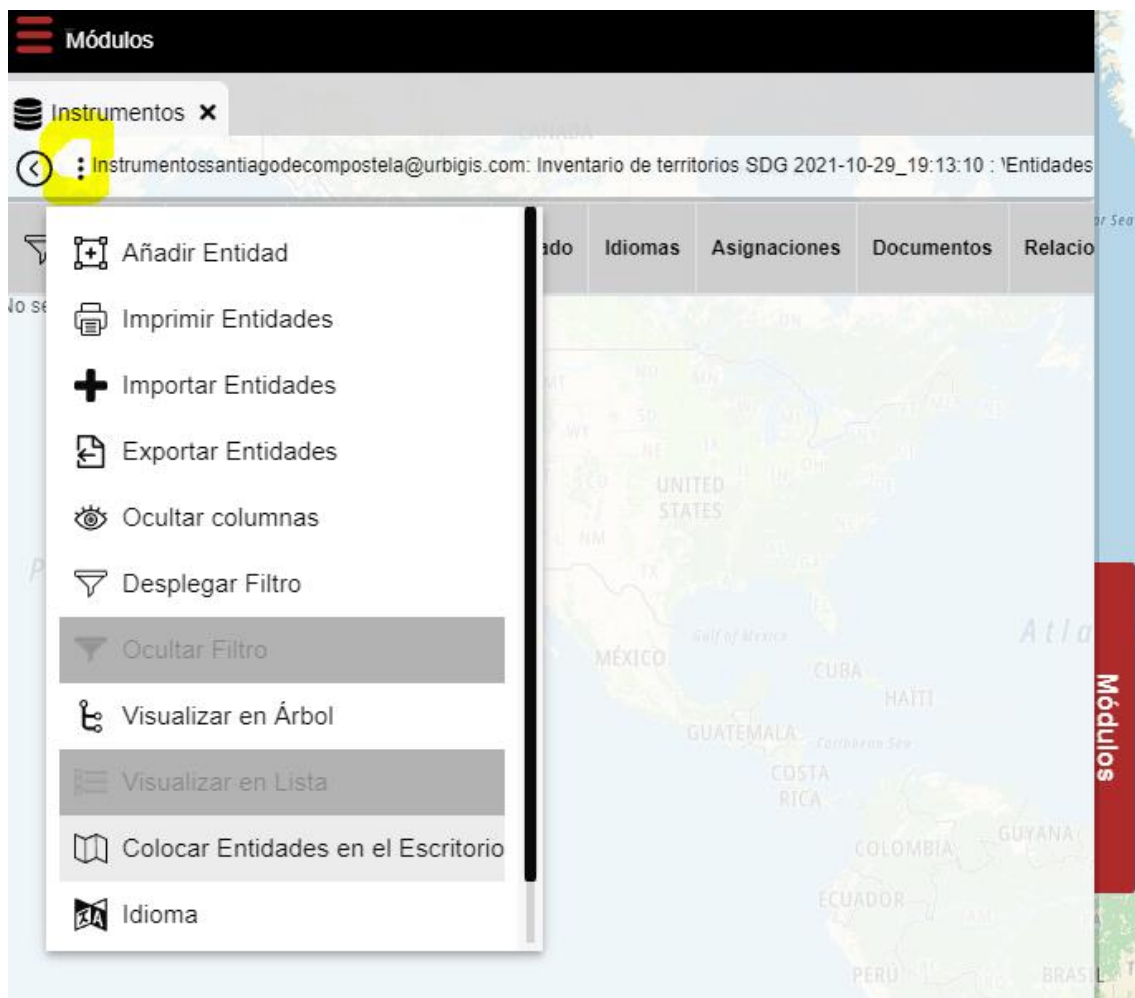 Módulos
Instrumentos
Instrumentossantiagodecompostela@urbigis.com: Inventario de territorios SDG 2021-10-29_19:13:10 : 'Entidades
Idiomas Asignaciones Documentos Relacio
Añadir Entidad
Imprimir Entidades
Importar Entidades
Exportar Entidades
Ocultar columnas
Desplegar Filtro
Ocultar Filtro
Visualizar en Árbol
Visualizar en Lista
Colocar Entidades en el Escritorio
Idioma
Módulos
CANADA
UNITED
STATES
MÉXICO
Gulf of Mexico
CUBA
HAÏTI
GUATEMALA
Caribbean Sea
COSTA
RICA
GUYANA
COLOMBIA
ECUADOR
PERÚ
BRASIL
Atla